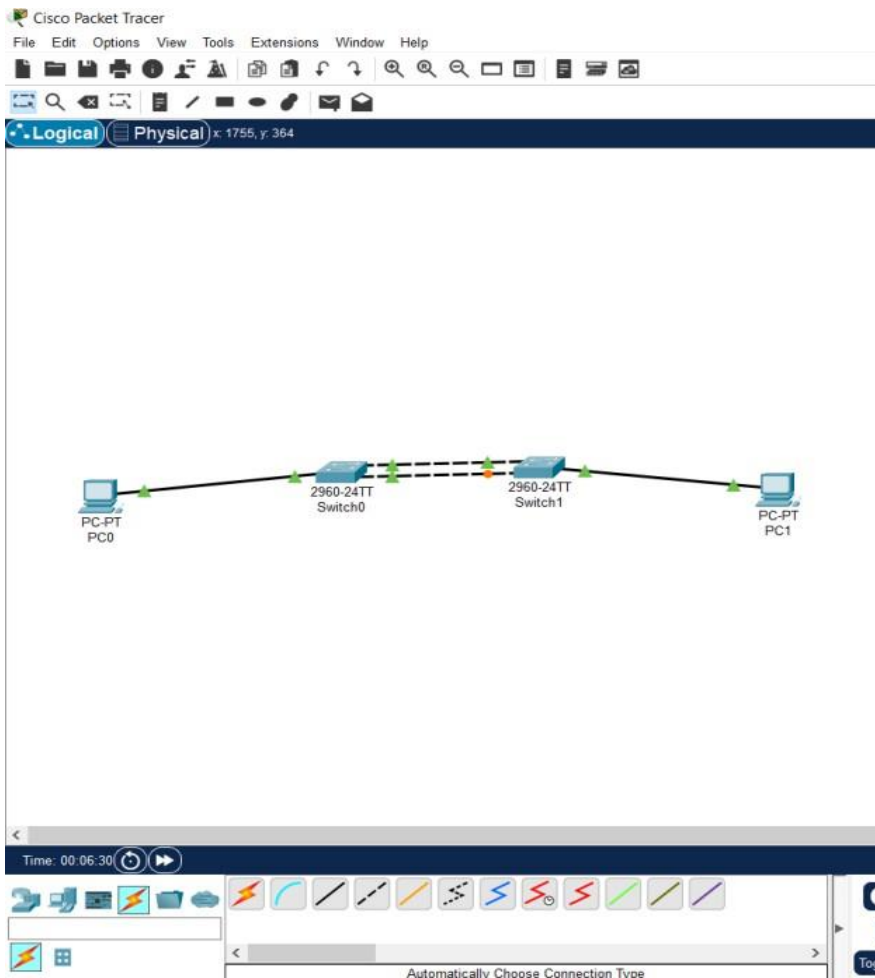 Cisco Packet Tracer
File Edit Options View Tools Extensions Window Help
Logical Physical x: 1755, y: 364
2960-24TT
Switch0
2960-24TT
Switch1
PC-PT
PC0
PC-PT
PC1
Time: 00:06:30
Automatically Choose Connection Type